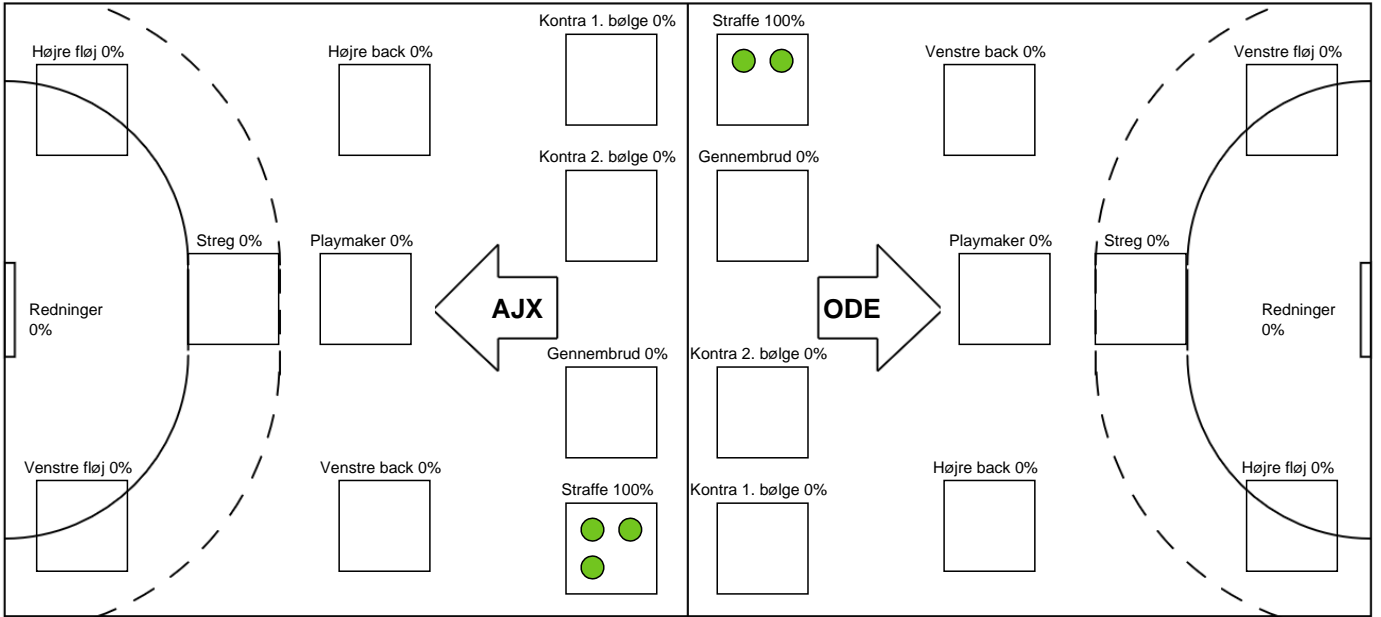 Kontra 1. bølge 0%
Straffe 100%
Højre fløj 0%
Højre back 0%
Venstre back 0%
Venstre fløj 0%
Kontra 2. bølge 0%
Gennembrud 0%
Streg 0%
Playmaker 0%
Playmaker 0%
Streg 0%
Redninger
0%
AJX
ODE
Redninger
0%
Gennembrud 0%
Kontra 2. bølge 0%
Venstre fløj 0%
Venstre back 0%
Højre back 0%
Højre fløj 0%
Straffe 100%
Kontra 1. bølge 0%